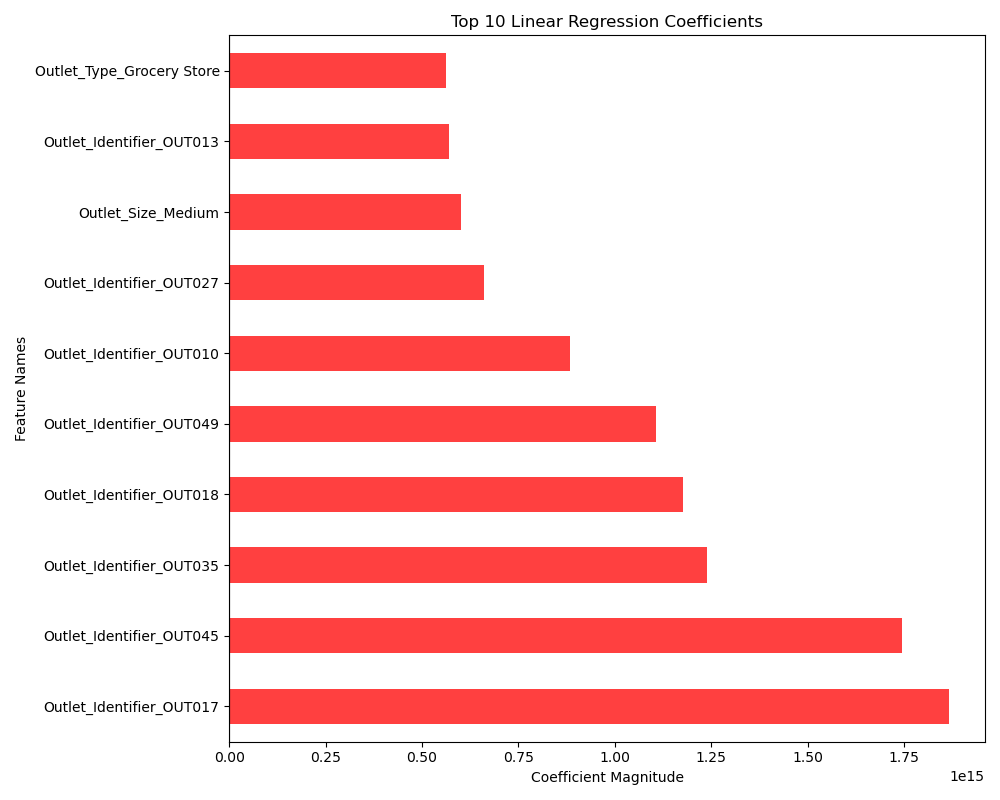 Top 10 Linear Regression Coefficients
Feature Names
Outlet_Type_Grocery Store
Outlet_Identifier_OUT013
Outlet_Size_Medium
Outlet_Identifier_OUT027
Outlet_Identifier_OUT010
Outlet_Identifier_OUT049
Outlet_Identifier_OUT018
Outlet_Identifier_OUT035
Outlet_Identifier_OUT045
Outlet_Identifier_OUT017
0.00 0.25 0.50 0.75 1.00 1.25 1.50 1.75
Coefficient Magnitude
1e15